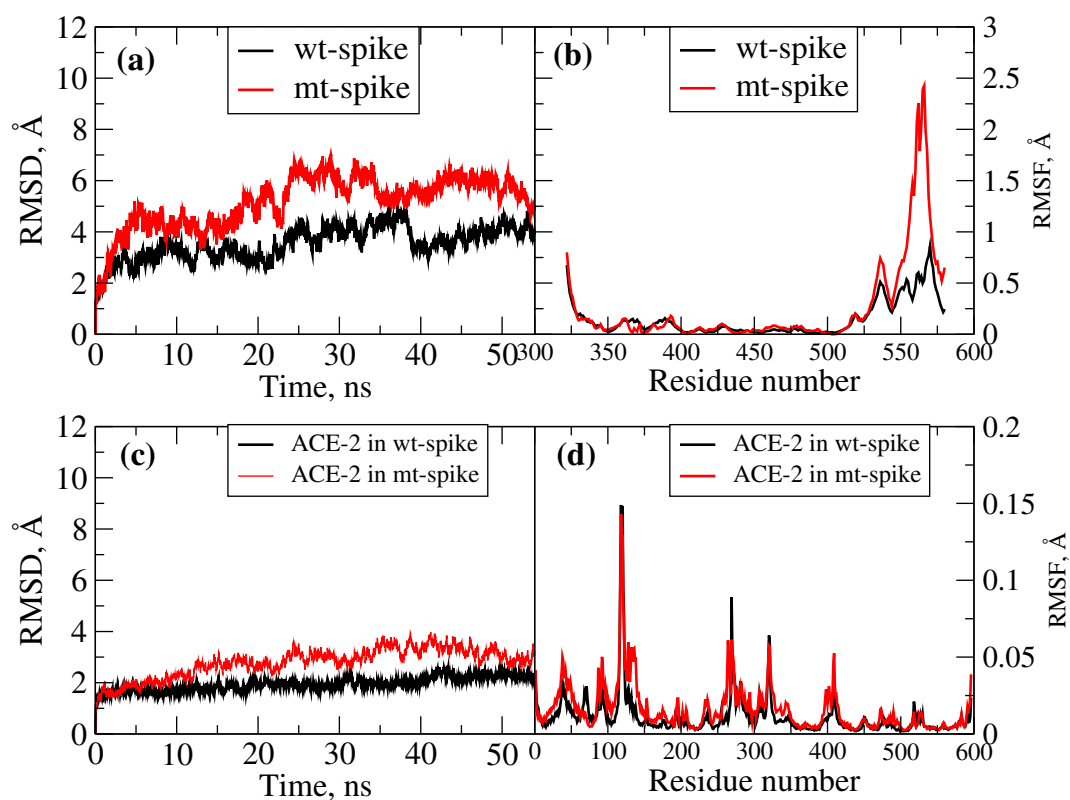 (a)
wt-spike
mt-spike
12
10
8
6
4
2
0
RMSD, Å
0 10 20 30 40 50
Time, ns
(b)
wt-spike
mt-spike
3
2.5
2
1.5
1
0.5
0
RMSF, Å
300 350 400 450 500 550 600
Residue number
(c)
ACE-2 in wt-spike
ACE-2 in mt-spike
12
10
8
6
4
2
0
RMSD, Å
0 10 20 30 40 50
Time, ns
(d)
ACE-2 in wt-spike
ACE-2 in mt-spike
0.2
0.15
0.1
0.05
0
RMSF, Å
0 100 200 300 400 500 600
Residue number